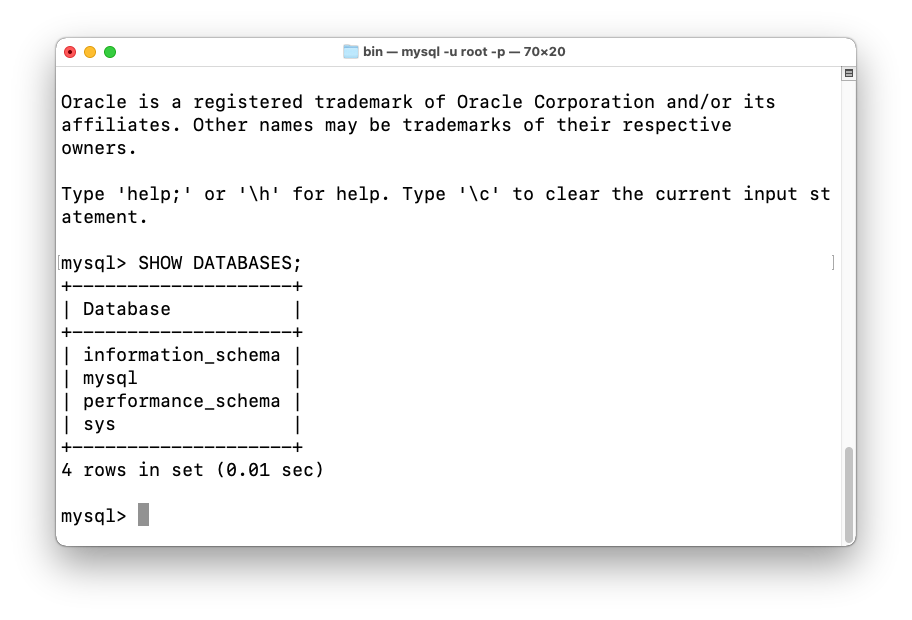 bin — mysql -u root -p — 70×20
Oracle is a registered trademark of Oracle Corporation and/or its
affiliates. Other names may be trademarks of their respective
owners.
Type 'help;' or '\h' for help. Type '\c' to clear the current input st
atement.
[mysql> SHOW DATABASES; ]
+--------------------+
| Database           |
+--------------------+
| information_schema |
| mysql              |
| performance_schema |
| sys                |
+--------------------+
4 rows in set (0.01 sec)
mysql>